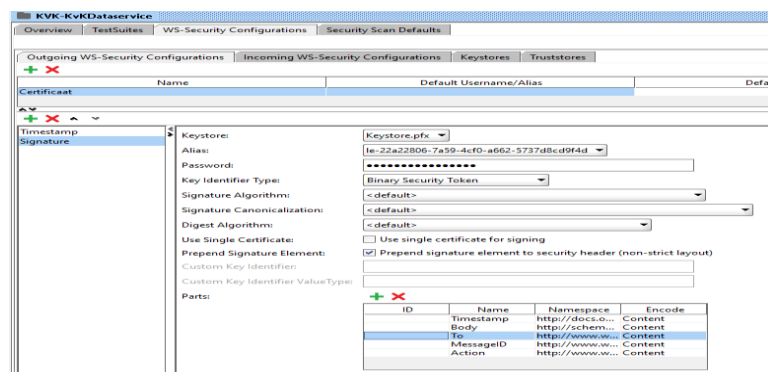 KVK-KvKDataservice
Overview TestSuites WS-Security Configurations Security Scan Defaults
Outgoing WS-Security Configurations Incoming WS-Security Configurations Keystores Truststores
Name Default Username/Alias Defa
Certificaat
Timestamp
Signature
Keystore: Keystore.pfx
Alias: le-22a22806-7a59-4cf0-a662-5737d8cd9f4d
Password: ●●●●●●●●●●●●●●●●
Key Identifier Type: Binary Security Token
Signature Algorithm: <default>
Signature Canonicalization: <default>
Digest Algorithm: <default>
Use Single Certificate: Use single certificate for signing
Prepend Signature Element: Prepend signature element to security header (non-strict layout)
Custom Key Identifier:
Custom Key Identifier ValueType:
Parts:
ID Name Namespace Encode
Timestamp http://docs.o... Content
Body http://schem... Content
To http://www.w... Content
MessageID http://www.w... Content
Action http://www.w... Content